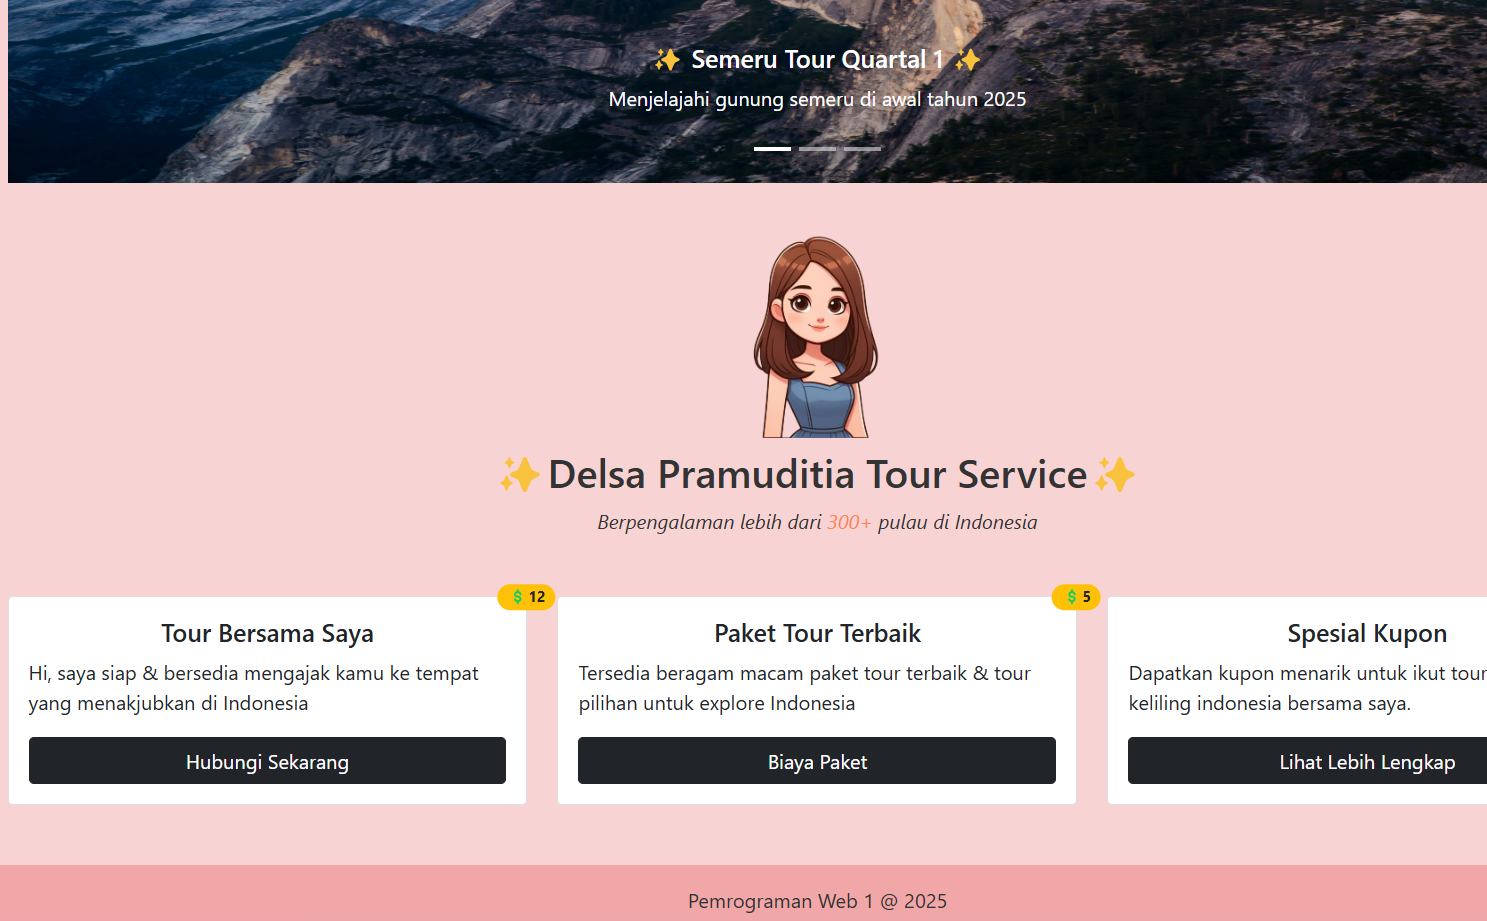 ✨ Semeru Tour Quartal 1 ✨
Menjelajahi gunung semeru di awal tahun 2025
✨Delsa Pramuditia Tour Service✨
Berpengalaman lebih dari 300+ pulau di Indonesia
$ 12
Tour Bersama Saya
Hi, saya siap & bersedia mengajak kamu ke tempat
yang menakjubkan di Indonesia
Hubungi Sekarang
$ 5
Paket Tour Terbaik
Tersedia beragam macam paket tour terbaik & tour
pilihan untuk explore Indonesia
Biaya Paket
Spesial Kupon
Dapatkan kupon menarik untuk ikut tour
keliling indonesia bersama saya.
Lihat Lebih Lengkap
Pemrograman Web 1 @ 2025